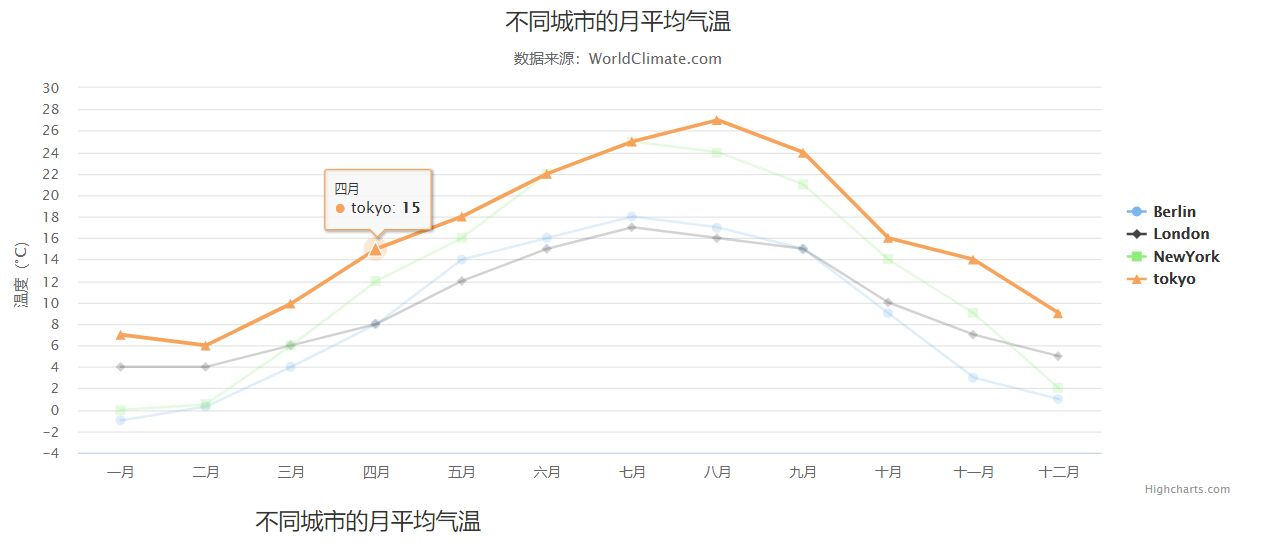 不同城市的月平均气温
数据来源：WorldClimate.com
30
28
26
24
22
20
18
16
14
12
10
8
6
4
2
0
-2
-4
温度 (°C)
四月
tokyo: 15
Berlin
London
NewYork
tokyo
一月 二月 三月 四月 五月 六月 七月 八月 九月 十月 十一月 十二月
Highcharts.com
不同城市的月平均气温